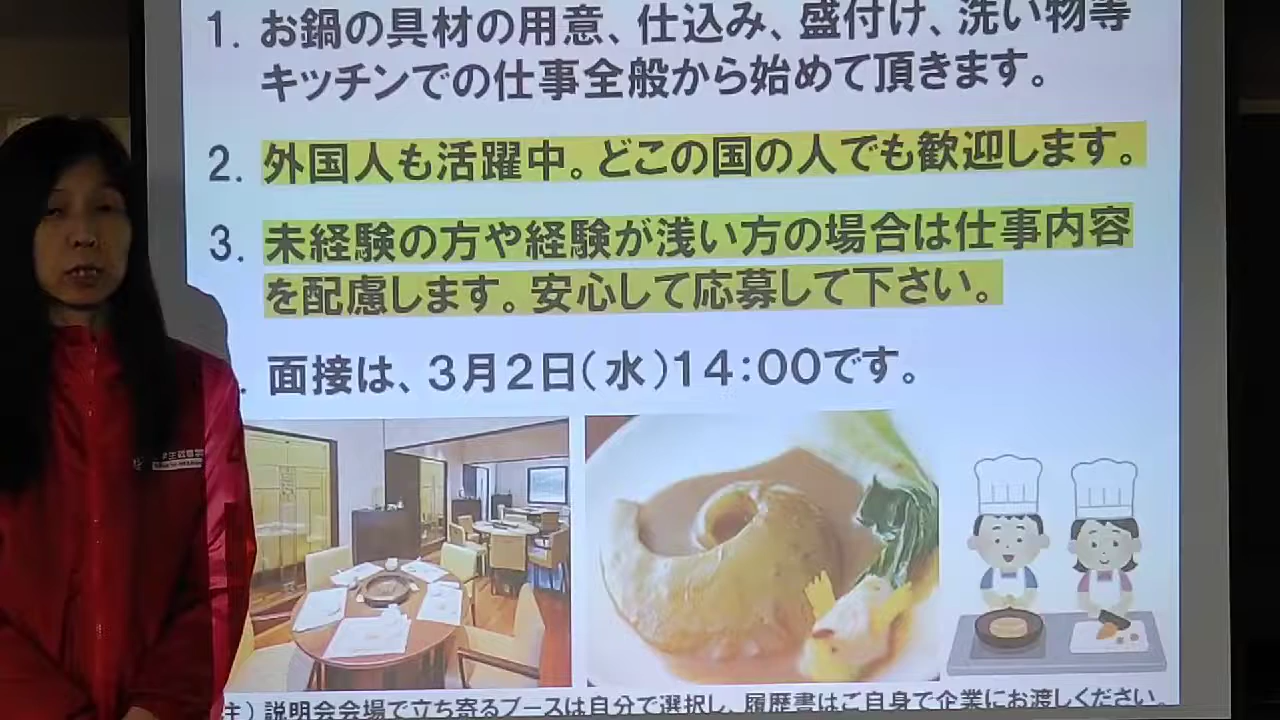 1. お鍋の具材の用意、仕込み、盛付け、洗い物等
キッチンでの仕事全般から始めて頂きます。
2. 外国人も活躍中。どこの国の人でも歓迎します。
3. 未経験の方や経験が浅い方の場合は仕事内容
を配慮します。安心して応募して下さい。
. 面接は、3月2日(水)14:00です。
注) 説明会会場で立ち寄るブースは自分で選択し、履歴書はご自身で企業にお渡しください。